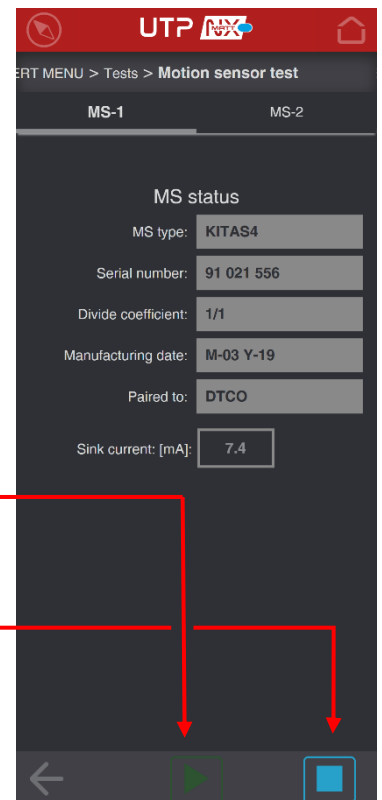 UTP MATT NX
ERT MENU > Tests > Motion sensor test
MS-1 MS-2
MS status
MS type: KITAS4
Serial number: 91 021 556
Divide coefficient: 1/1
Manufacturing date: M-03 Y-19
Paired to: DTCO
Sink current: [mA]: 7.4